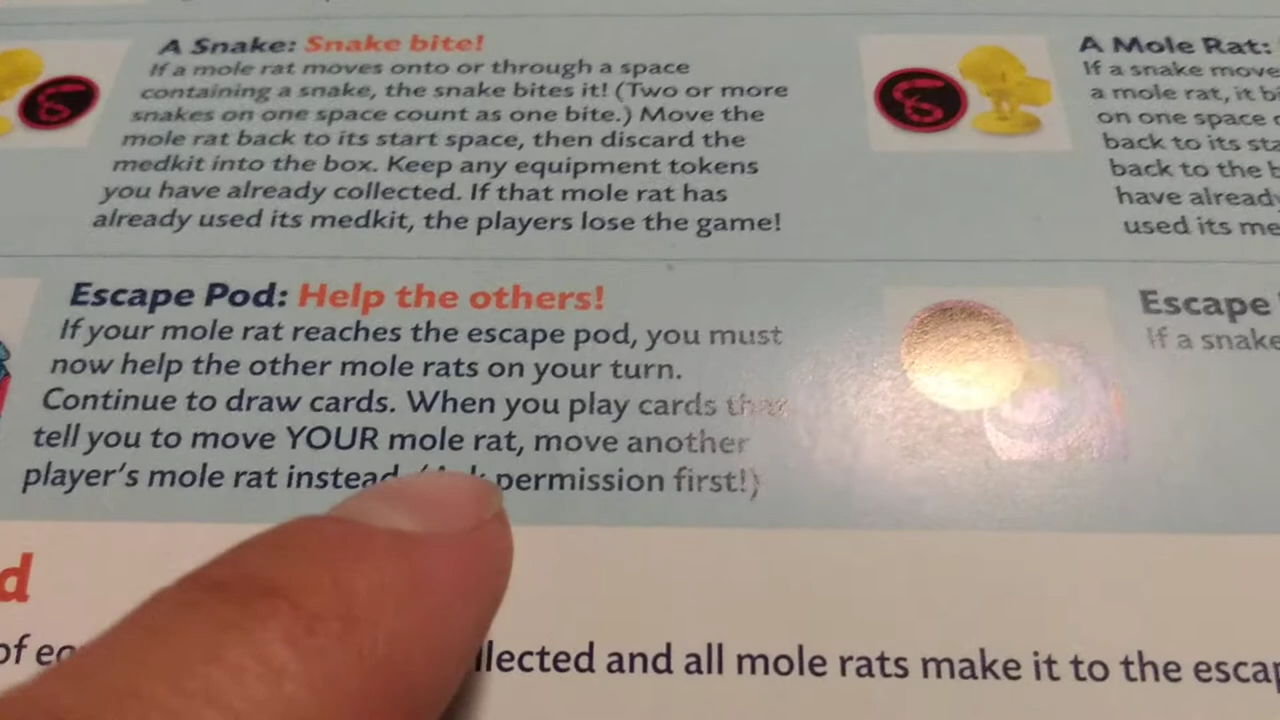 A Snake: Snake bite!
If a mole rat moves onto or through a space
containing a snake, the snake bites it! (Two or more
snakes on one space count as one bite.) Move the
mole rat back to its start space, then discard the
medkit into the box. Keep any equipment tokens
you have already collected. If that mole rat has
already used its medkit, the players lose the game!
A Mole Rat:
If a snake move
a mole rat, it bi
on one space
back to its sta
back to the b
have already
used its me
Escape Pod: Help the others!
If your mole rat reaches the escape pod, you must
now help the other mole rats on your turn.
Continue to draw cards. When you play cards that
tell you to move YOUR mole rat, move another
player's mole rat instead. permission first!)
Escape
If a snake
d
of eq llected and all mole rats make it to the escap